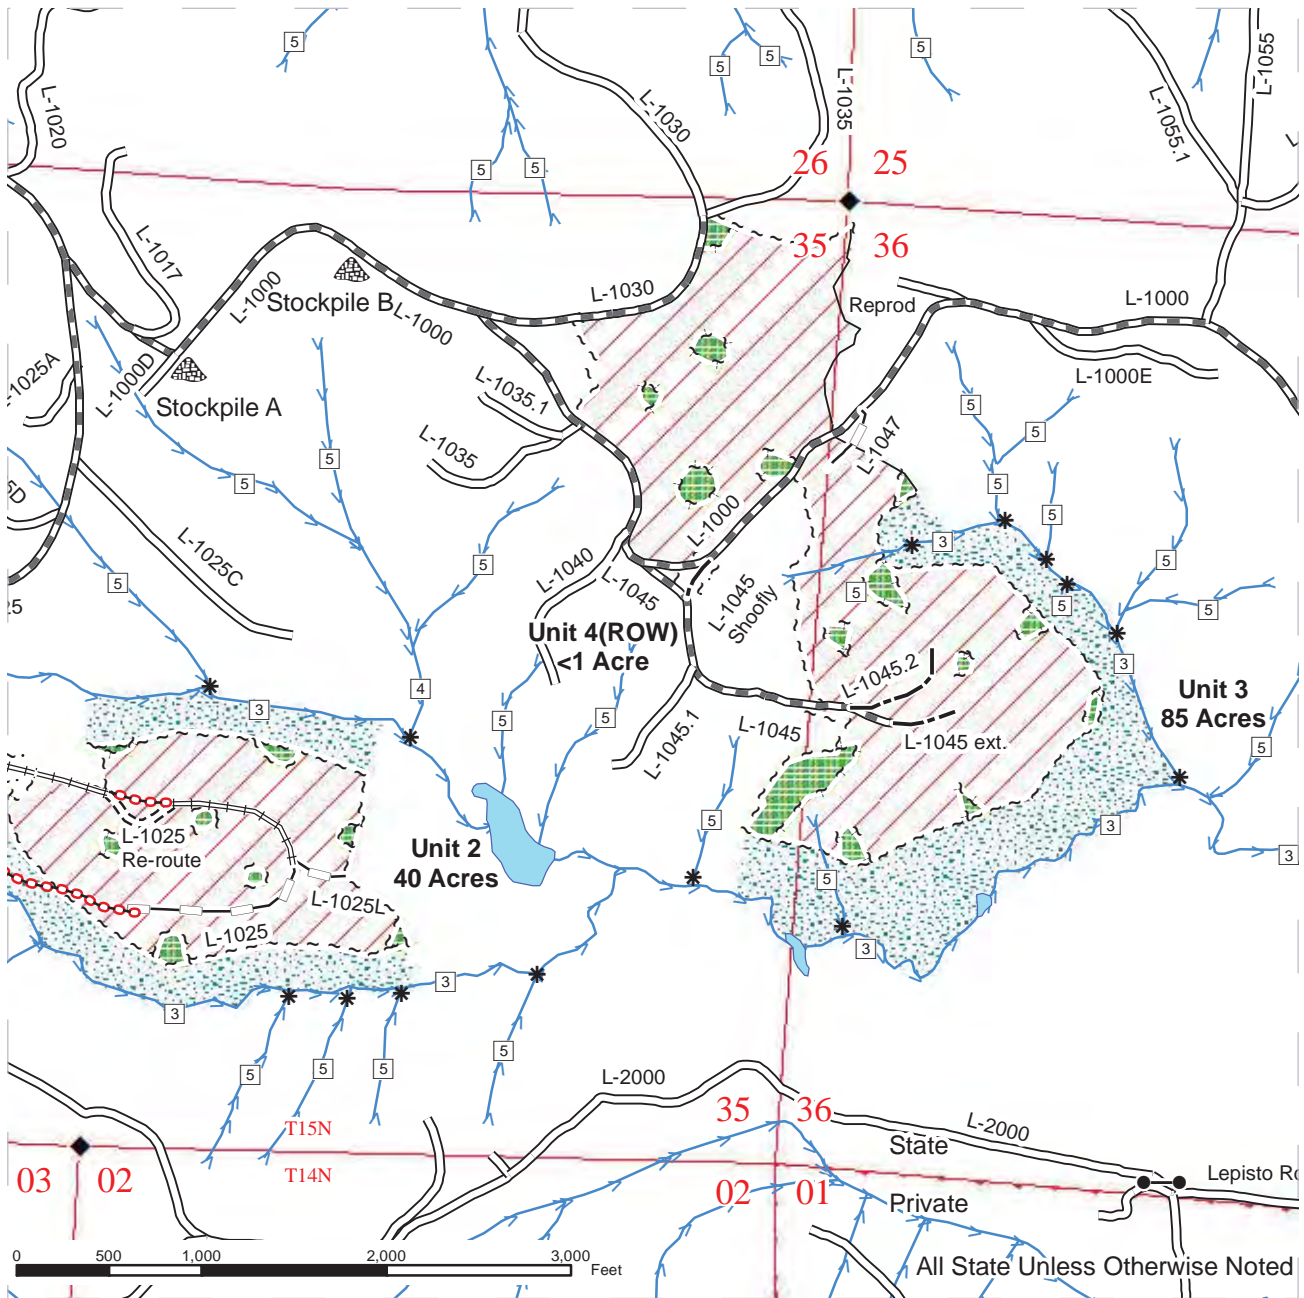 5
5
5
5
L-1020
L-1030
L-1035
L-1055.1
L-1055
26 25
5
5
35 36
L-1017
L-1000
Stockpile B
L-1000
L-1030
Reprod
L-1000
L-1025A
L-1000D
Stockpile A
L-1035.1
L-1000E
5
5
L-1035
5
L-1047
5
5
5
5D
L-1000
5
L-1025C
3
5
5
5
L-1040
L-1045
L-1045
Shoofly
5
5
5
25
Unit 4(ROW)
<1 Acre
L-1045.2
3
4
Unit 3
85 Acres
3
5
5
L-1045.1
L-1045
L-1045 ext.
5
L-1025
Re-route
Unit 2
40 Acres
5
3
3
L-1025L
5
L-1025
3
3
3
5
5
5
5
L-2000
35 36
T15N
L-2000
State
03 02
T14N
02 01
Private
Lepisto
0 500 1,000 2,000 3,000
Feet
All State Unless Otherwise Noted